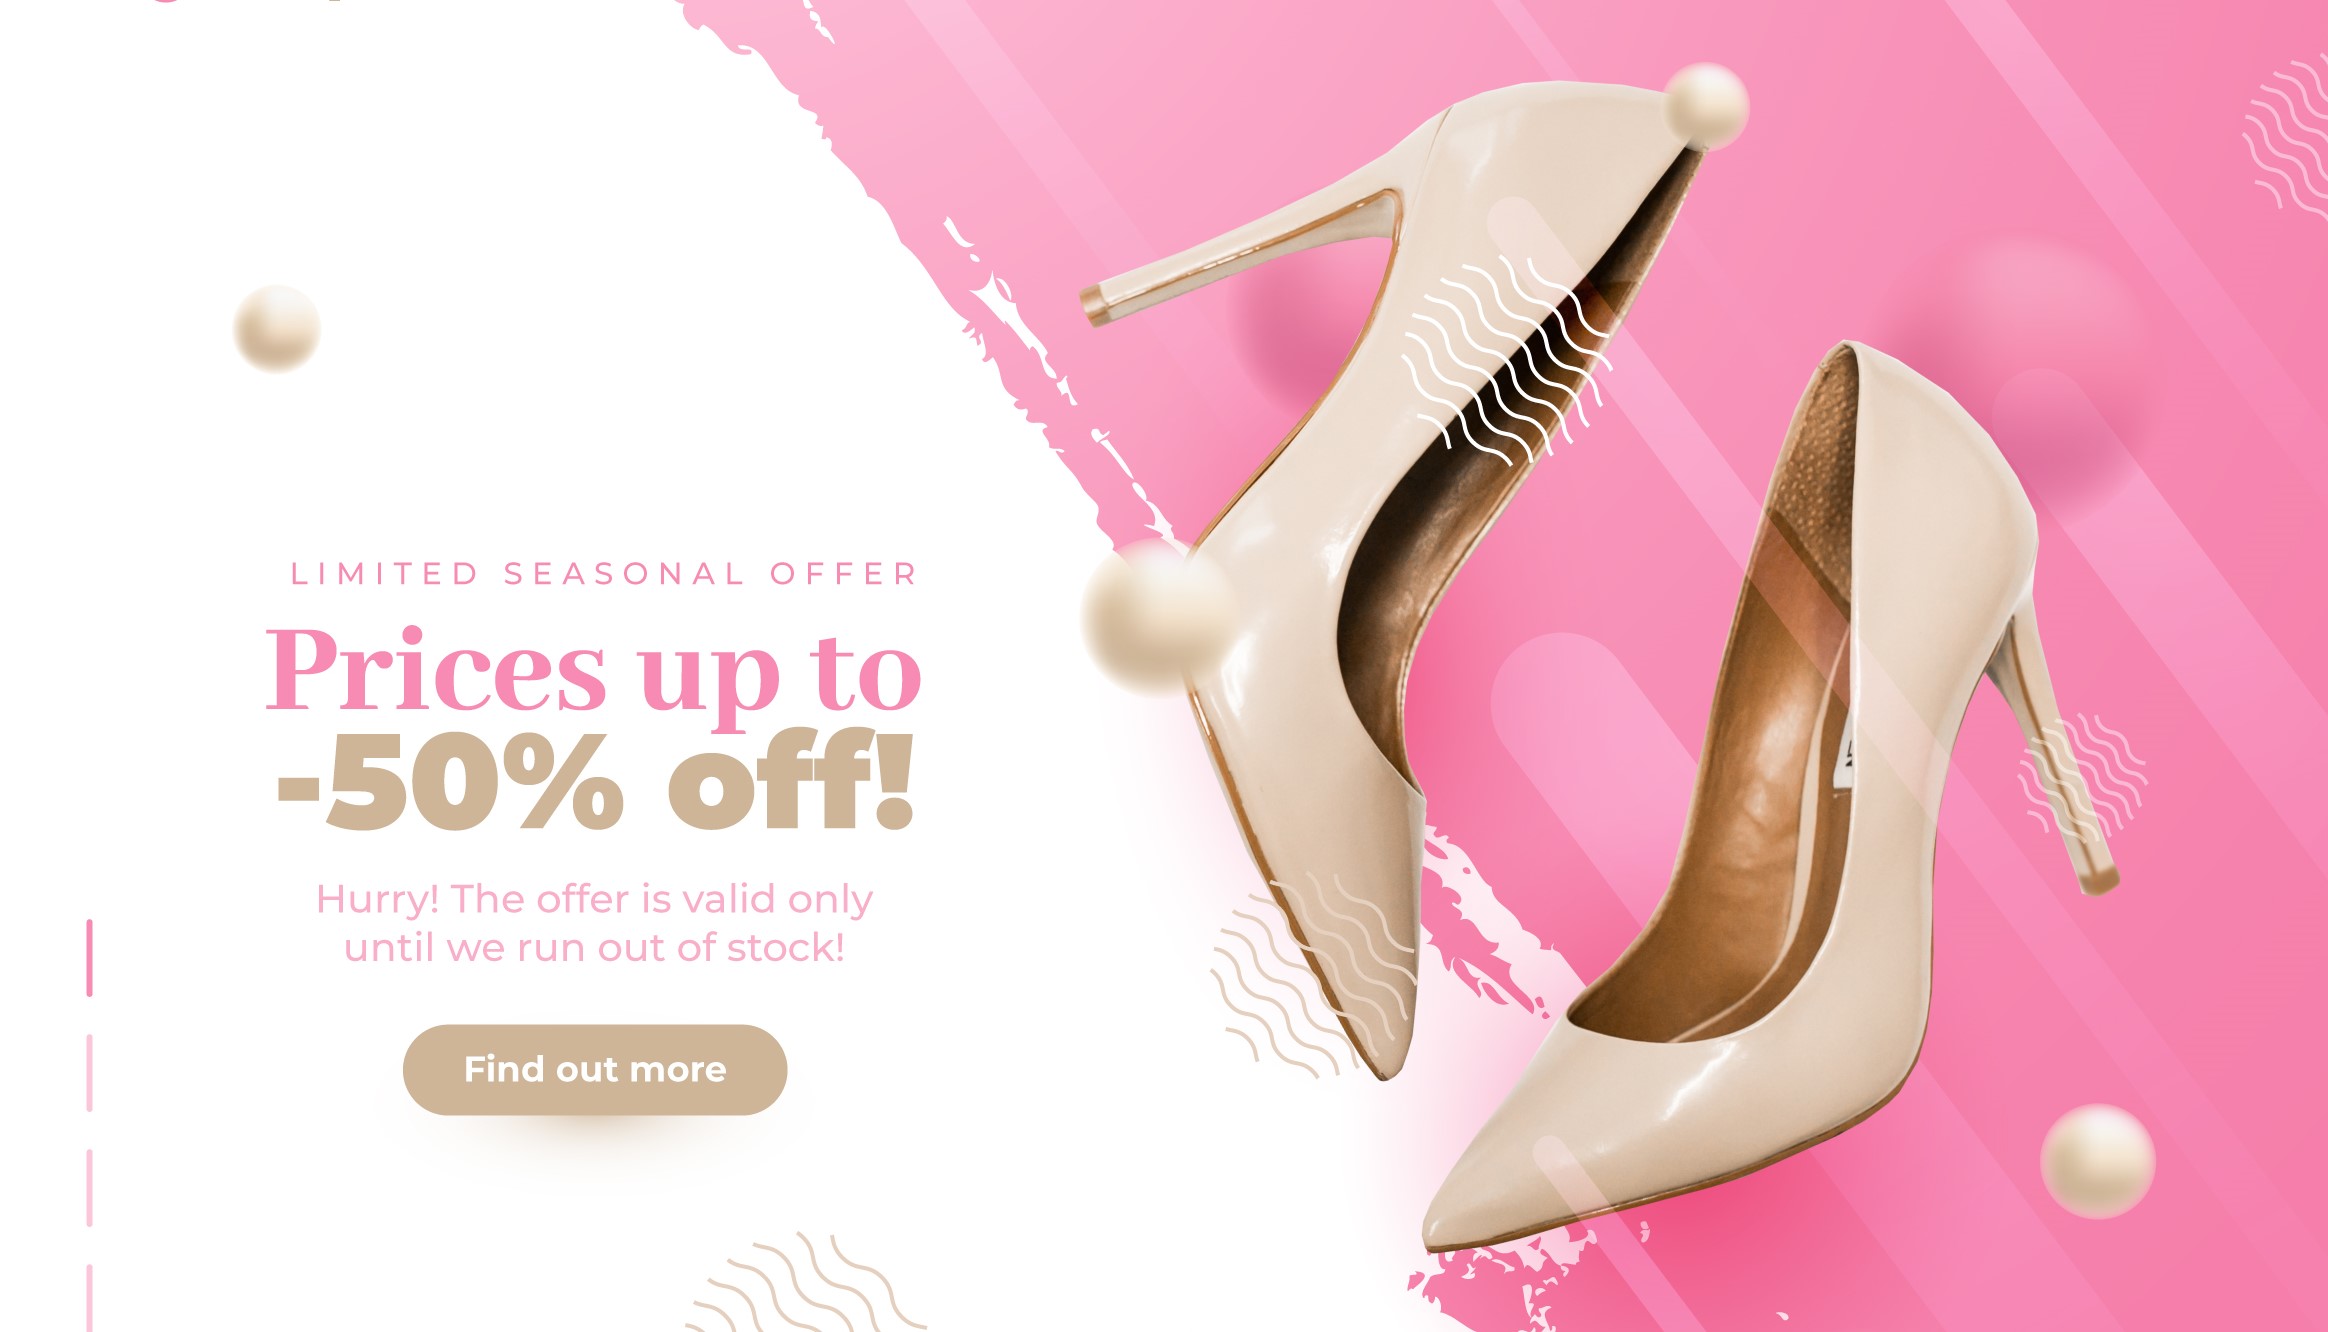 LIMITED SEASONAL OFFER
Prices up to
-50% off!
Hurry! The offer is valid only
until we run out of stock!
Find out more